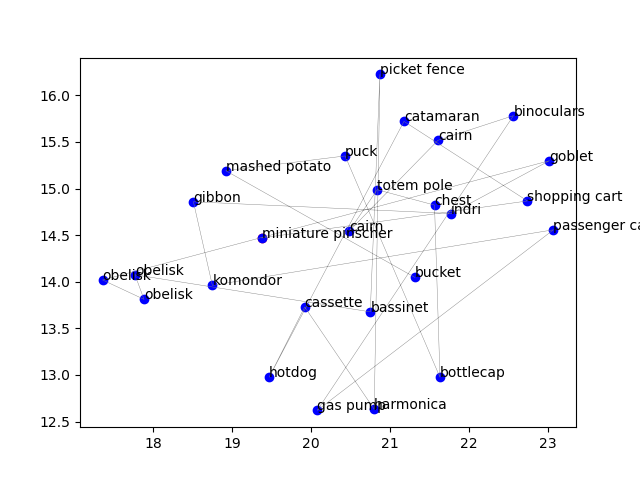 picket fence
16.0
catamaran
binoculars
cairn
15.5
puck
goblet
mashed potato
totem pole
15.0
gibbon
chest
shopping cart
indri
cairn
passenger ca
miniature pinscher
14.5
obelisk
obelisk
komondor
bucket
14.0
obelisk
cassette
bassinet
13.5
hotdog
bottlecap
13.0
gas pump
harmonica
12.5
18 19 20 21 22 23